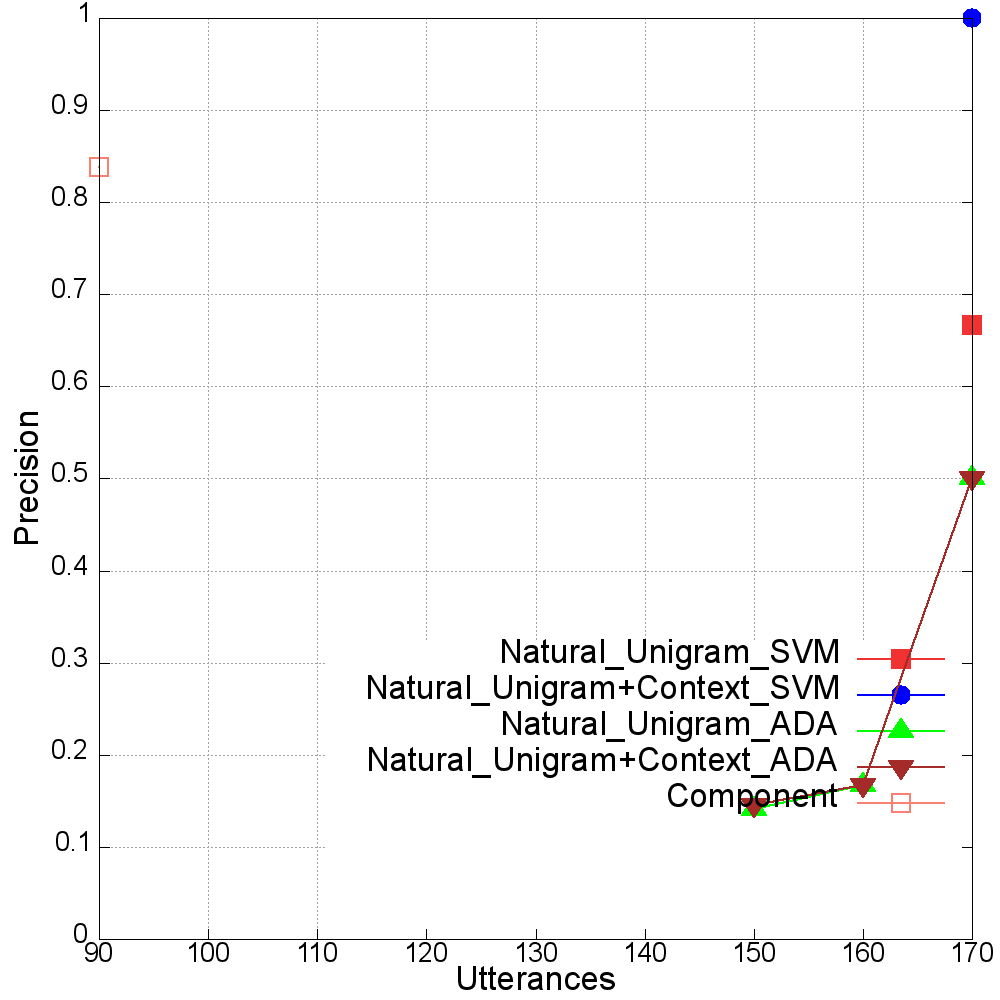 1
0.9
0.8
0.7
0.6
0.5
0.4
0.3
0.2
0.1
0
Precision
Natural_Unigram_SVM
Natural_Unigram+Context_SVM
Natural_Unigram_ADA
Natural_Unigram+Context_ADA
Component
90 100 110 120 130 140 150 160 170
Utterances